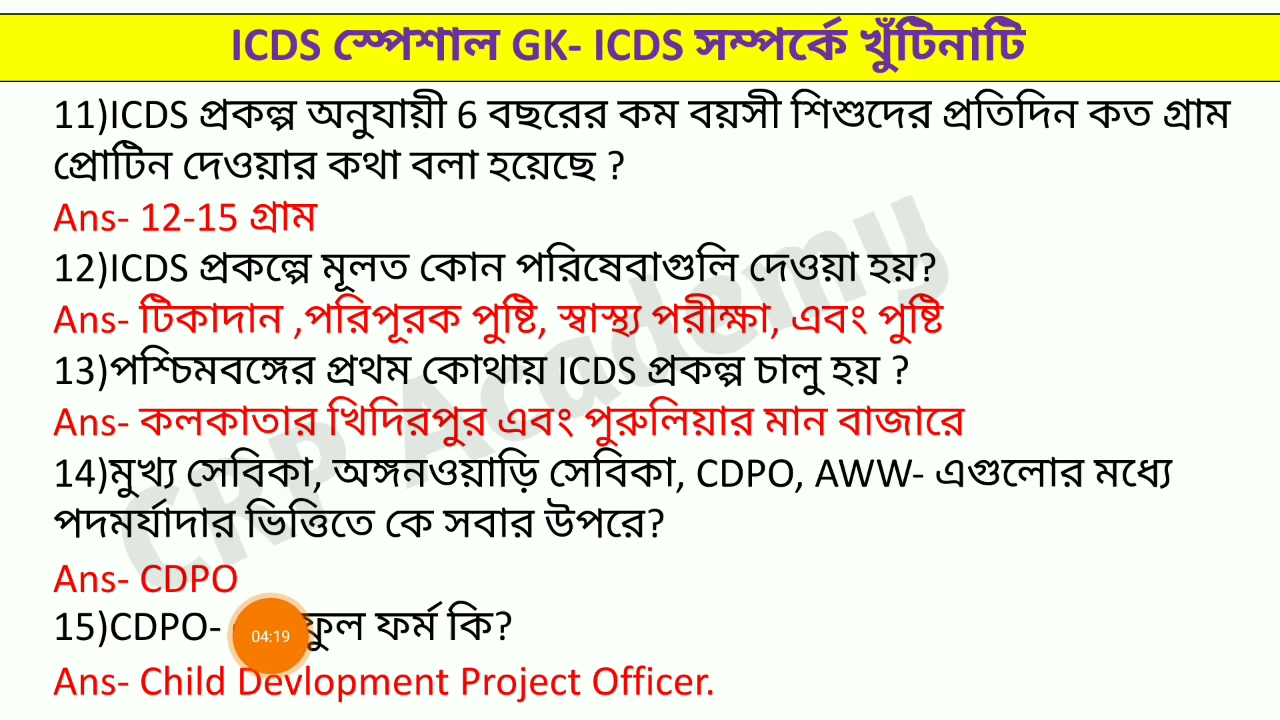 ICDS স্পেশাল GK- ICDS সম্পর্কে খুঁটিনাটি
11)ICDS প্রকল্প অনুযায়ী 6 বছরের কম বয়সী শিশুদের প্রতিদিন কত গ্রাম
প্রোটিন দেওয়ার কথা বলা হয়েছে ?
Ans- 12-15 গ্রাম
12)ICDS প্রকল্পে মূলত কোন পরিষেবাগুলি দেওয়া হয়?
Ans- টিকাদান ,পরিপূরক পুষ্টি, স্বাস্থ্য পরীক্ষা, এবং পুষ্টি
13)পশ্চিমবঙ্গের প্রথম কোথায় ICDS প্রকল্প চালু হয় ?
Ans- কলকাতার খিদিরপুর এবং পুরুলিয়ার মান বাজারে
14)মুখ্য সেবিকা, অঙ্গনওয়াড়ি সেবিকা, CDPO, AWW- এগুলোর মধ্যে
পদমর্যাদার ভিত্তিতে কে সবার উপরে?
Ans- CDPO
15)CDPO- ফুল ফর্ম কি?
04:19
Ans- Child Devlopment Project Officer.
CRP Academy